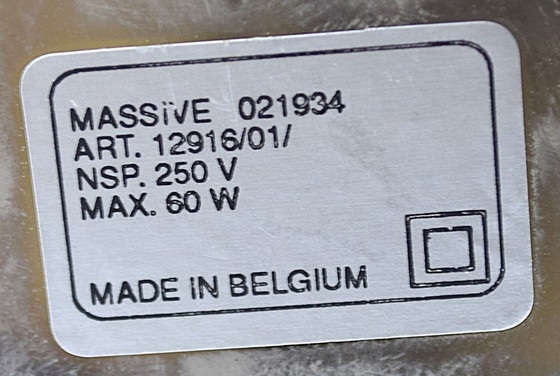 MASSiVE 021934
ART. 12916/01/
NSP. 250 V
MAX. 60 W
MADE IN BELGIUM